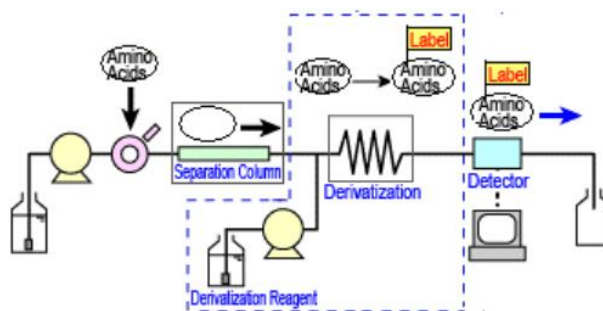 Amino
Acids
Separation Column
Amino
Acids
Label
Amino
Acids
Derivatization
Derivatization Reagent
Label
Amino
Acids
Detector